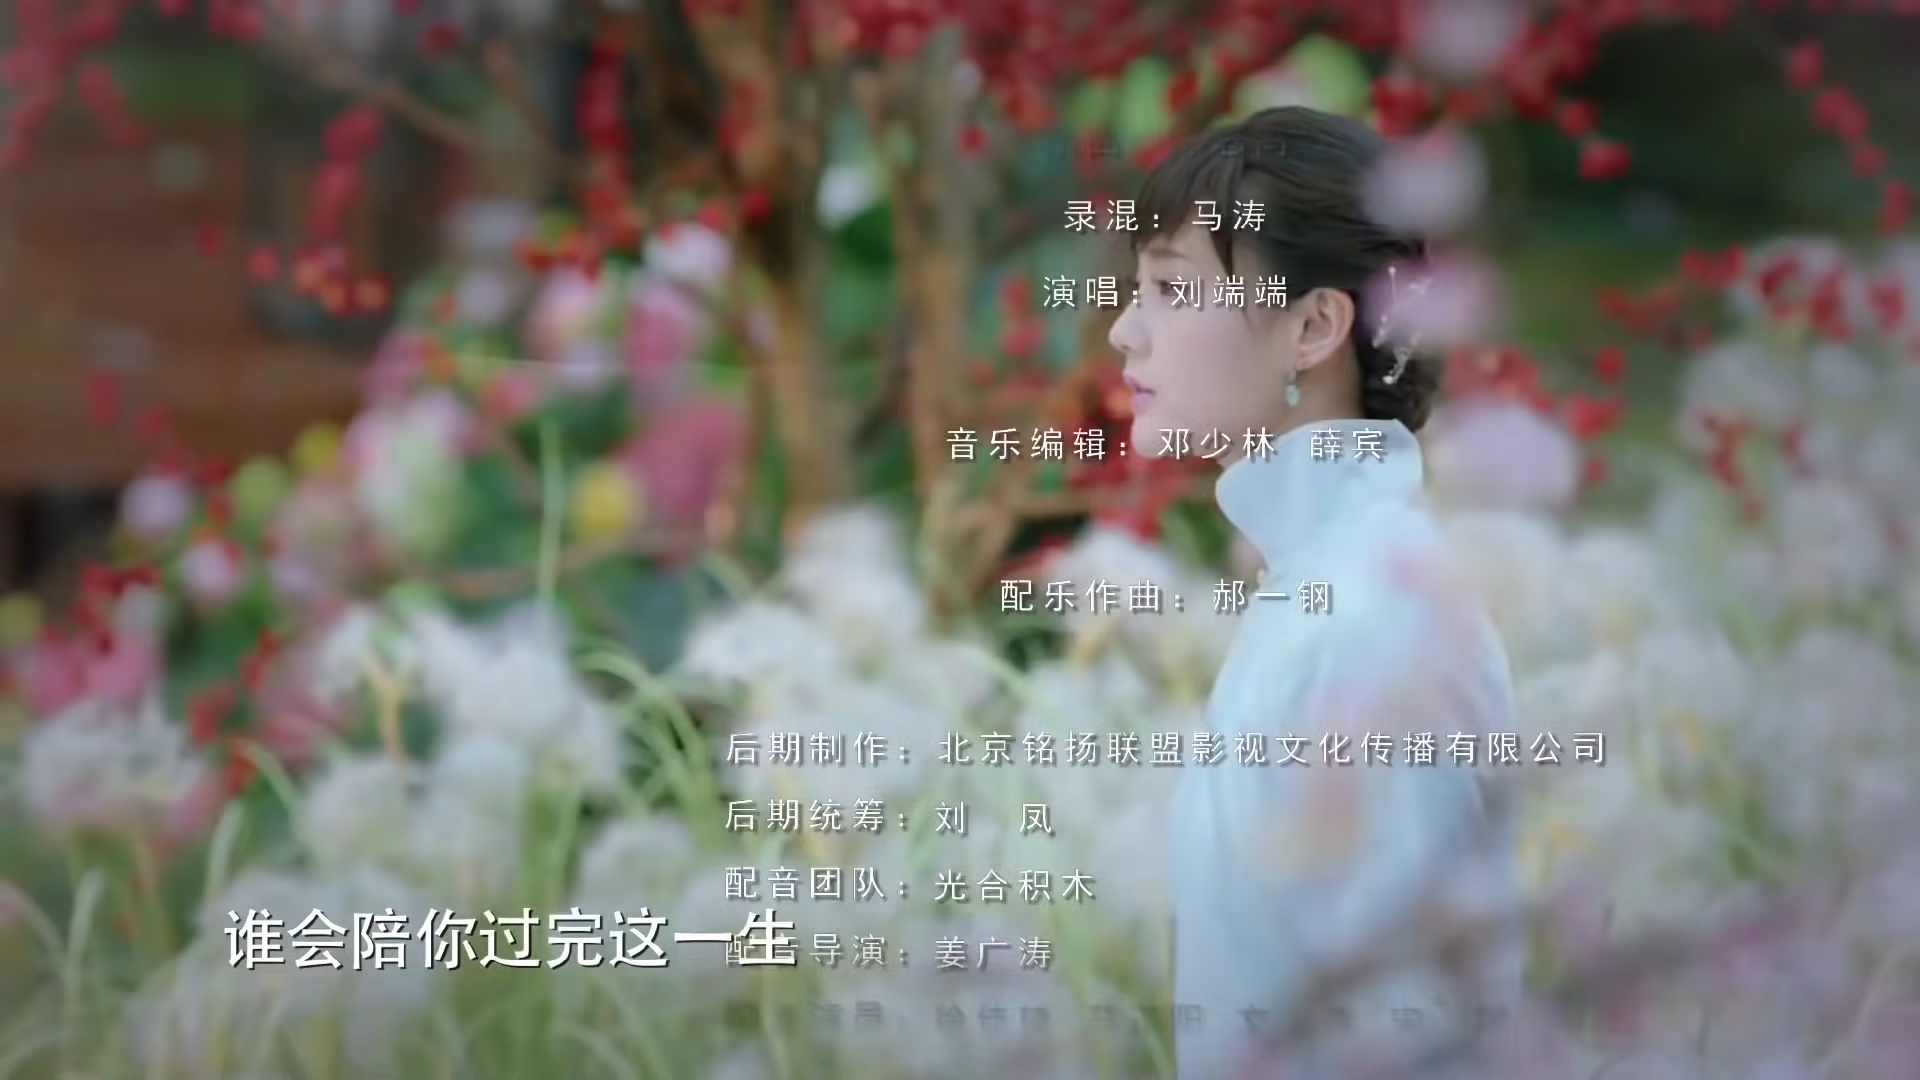 录混：马涛
演唱：刘端端
音乐编辑：邓少林 薛宾
配乐作曲：郝一钢
后期制作：北京铭扬联盟影视文化传播有限公司
后期统筹：刘 凤
配音团队：光合积木
谁会陪你过完这一生
配音导演：姜广涛